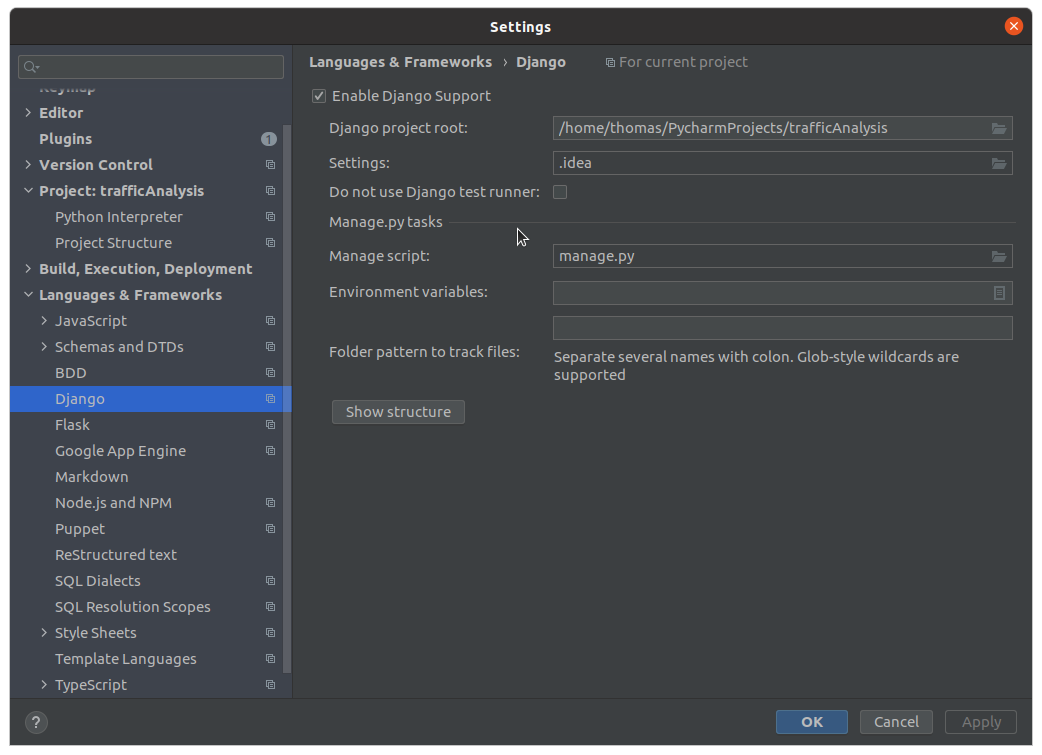 Settings
Languages & Frameworks › Django For current project
Keymap
Editor
Plugins 1
Version Control
Project: trafficAnalysis
Python Interpreter
Project Structure
Build, Execution, Deployment
Languages & Frameworks
JavaScript
Schemas and DTDs
BDD
Django
Flask
Google App Engine
Markdown
Node.js and NPM
Puppet
ReStructured text
SQL Dialects
SQL Resolution Scopes
Style Sheets
Template Languages
TypeScript
Enable Django Support
Django project root: /home/thomas/PycharmProjects/trafficAnalysis
Settings: .idea
Do not use Django test runner:
Manage.py tasks
Manage script: manage.py
Environment variables:
Folder pattern to track files:
Separate several names with colon. Glob-style wildcards are
supported
Show structure
? OK Cancel Apply